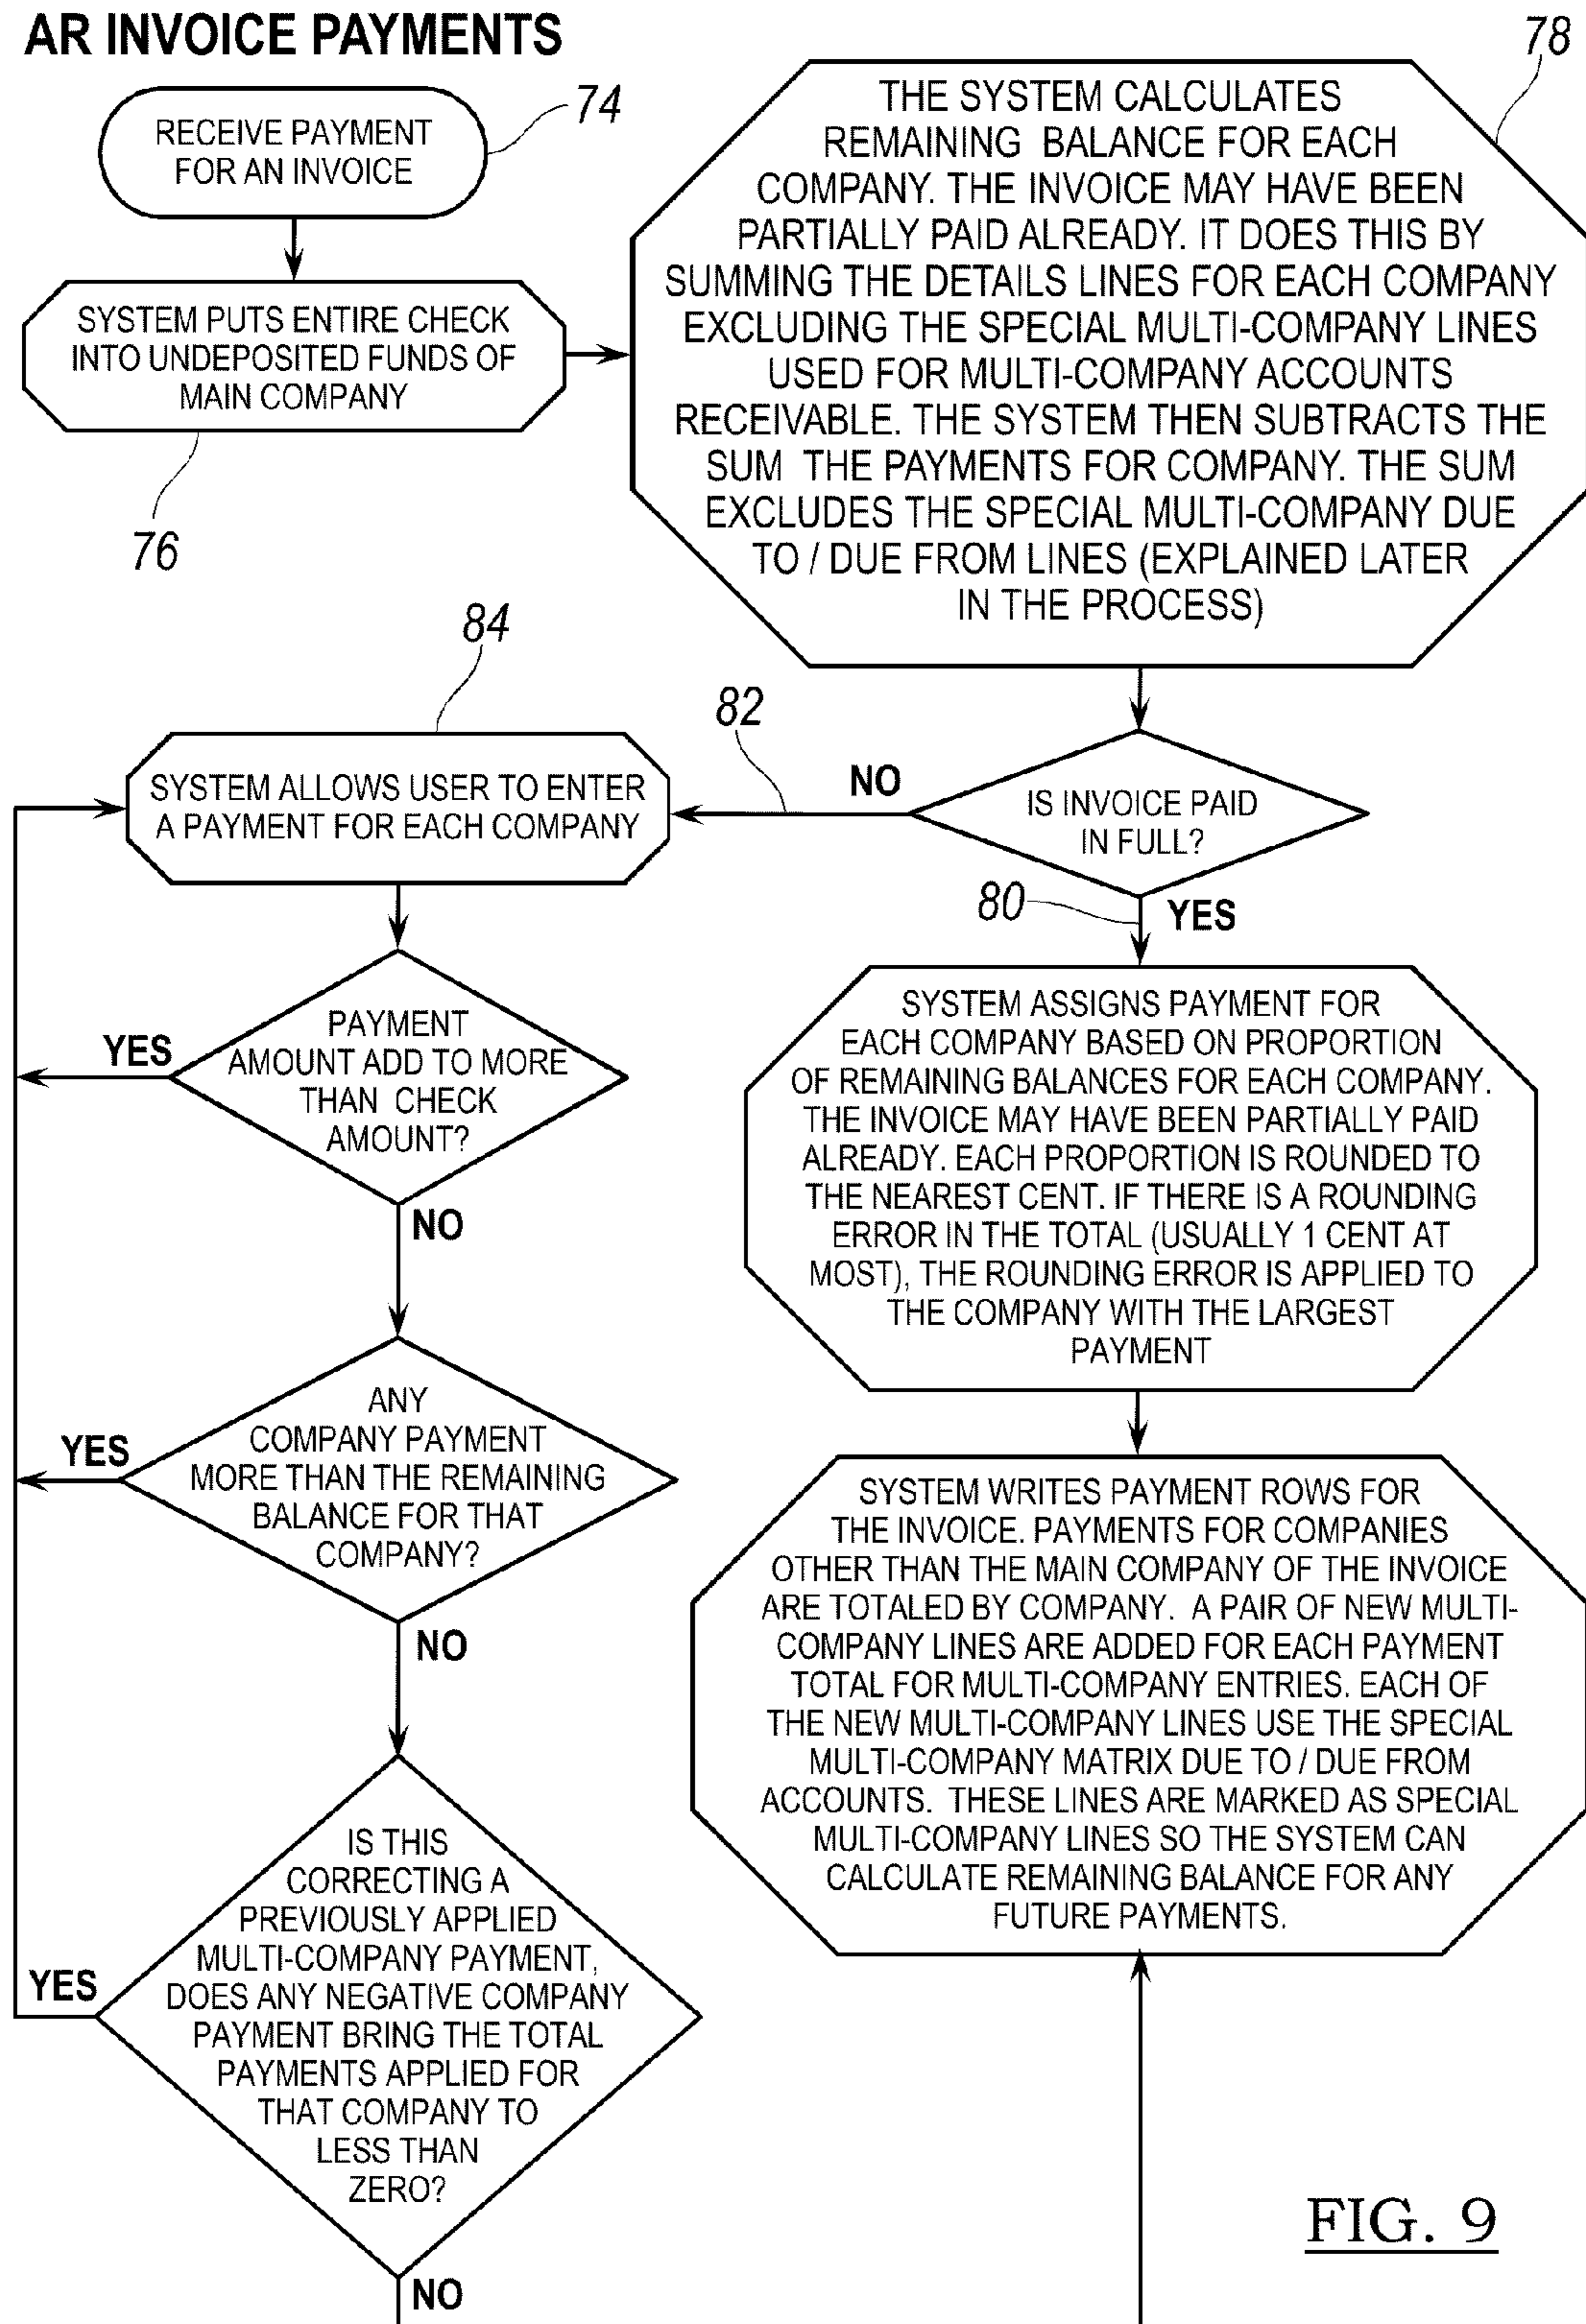 AR INVOICE PAYMENTS
RECEIVE PAYMENT
FOR AN INVOICE
74
SYSTEM PUTS ENTIRE CHECK
INTO UNDEPOSITED FUNDS OF
MAIN COMPANY
76
78
THE SYSTEM CALCULATES
REMAINING BALANCE FOR EACH
COMPANY. THE INVOICE MAY HAVE BEEN
PARTIALLY PAID ALREADY. IT DOES THIS BY
SUMMING THE DETAILS LINES FOR EACH COMPANY
EXCLUDING THE SPECIAL MULTI-COMPANY LINES
USED FOR MULTI-COMPANY ACCOUNTS
RECEIVABLE. THE SYSTEM THEN SUBTRACTS THE
SUM THE PAYMENTS FOR COMPANY. THE SUM
EXCLUDES THE SPECIAL MULTI-COMPANY DUE
TO / DUE FROM LINES (EXPLAINED LATER
IN THE PROCESS)
IS INVOICE PAID
IN FULL?
NO
82
80
YES
84
SYSTEM ALLOWS USER TO ENTER
A PAYMENT FOR EACH COMPANY
PAYMENT
AMOUNT ADD TO MORE
THAN CHECK
AMOUNT?
YES
NO
ANY
COMPANY PAYMENT
MORE THAN THE REMAINING
BALANCE FOR THAT
COMPANY?
YES
NO
IS THIS
CORRECTING A
PREVIOUSLY APPLIED
MULTI-COMPANY PAYMENT,
DOES ANY NEGATIVE COMPANY
PAYMENT BRING THE TOTAL
PAYMENTS APPLIED FOR
THAT COMPANY TO
LESS THAN
ZERO?
YES
NO
SYSTEM ASSIGNS PAYMENT FOR
EACH COMPANY BASED ON PROPORTION
OF REMAINING BALANCES FOR EACH COMPANY.
THE INVOICE MAY HAVE BEEN PARTIALLY PAID
ALREADY. EACH PROPORTION IS ROUNDED TO
THE NEAREST CENT. IF THERE IS A ROUNDING
ERROR IN THE TOTAL (USUALLY 1 CENT AT
MOST), THE ROUNDING ERROR IS APPLIED TO
THE COMPANY WITH THE LARGEST
PAYMENT
SYSTEM WRITES PAYMENT ROWS FOR
THE INVOICE. PAYMENTS FOR COMPANIES
OTHER THAN THE MAIN COMPANY OF THE INVOICE
ARE TOTALED BY COMPANY. A PAIR OF NEW MULTI-
COMPANY LINES ARE ADDED FOR EACH PAYMENT
TOTAL FOR MULTI-COMPANY ENTRIES. EACH OF
THE NEW MULTI-COMPANY LINES USE THE SPECIAL
MULTI-COMPANY MATRIX DUE TO / DUE FROM
ACCOUNTS. THESE LINES ARE MARKED AS SPECIAL
MULTI-COMPANY LINES SO THE SYSTEM CAN
CALCULATE REMAINING BALANCE FOR ANY
FUTURE PAYMENTS.
FIG. 9